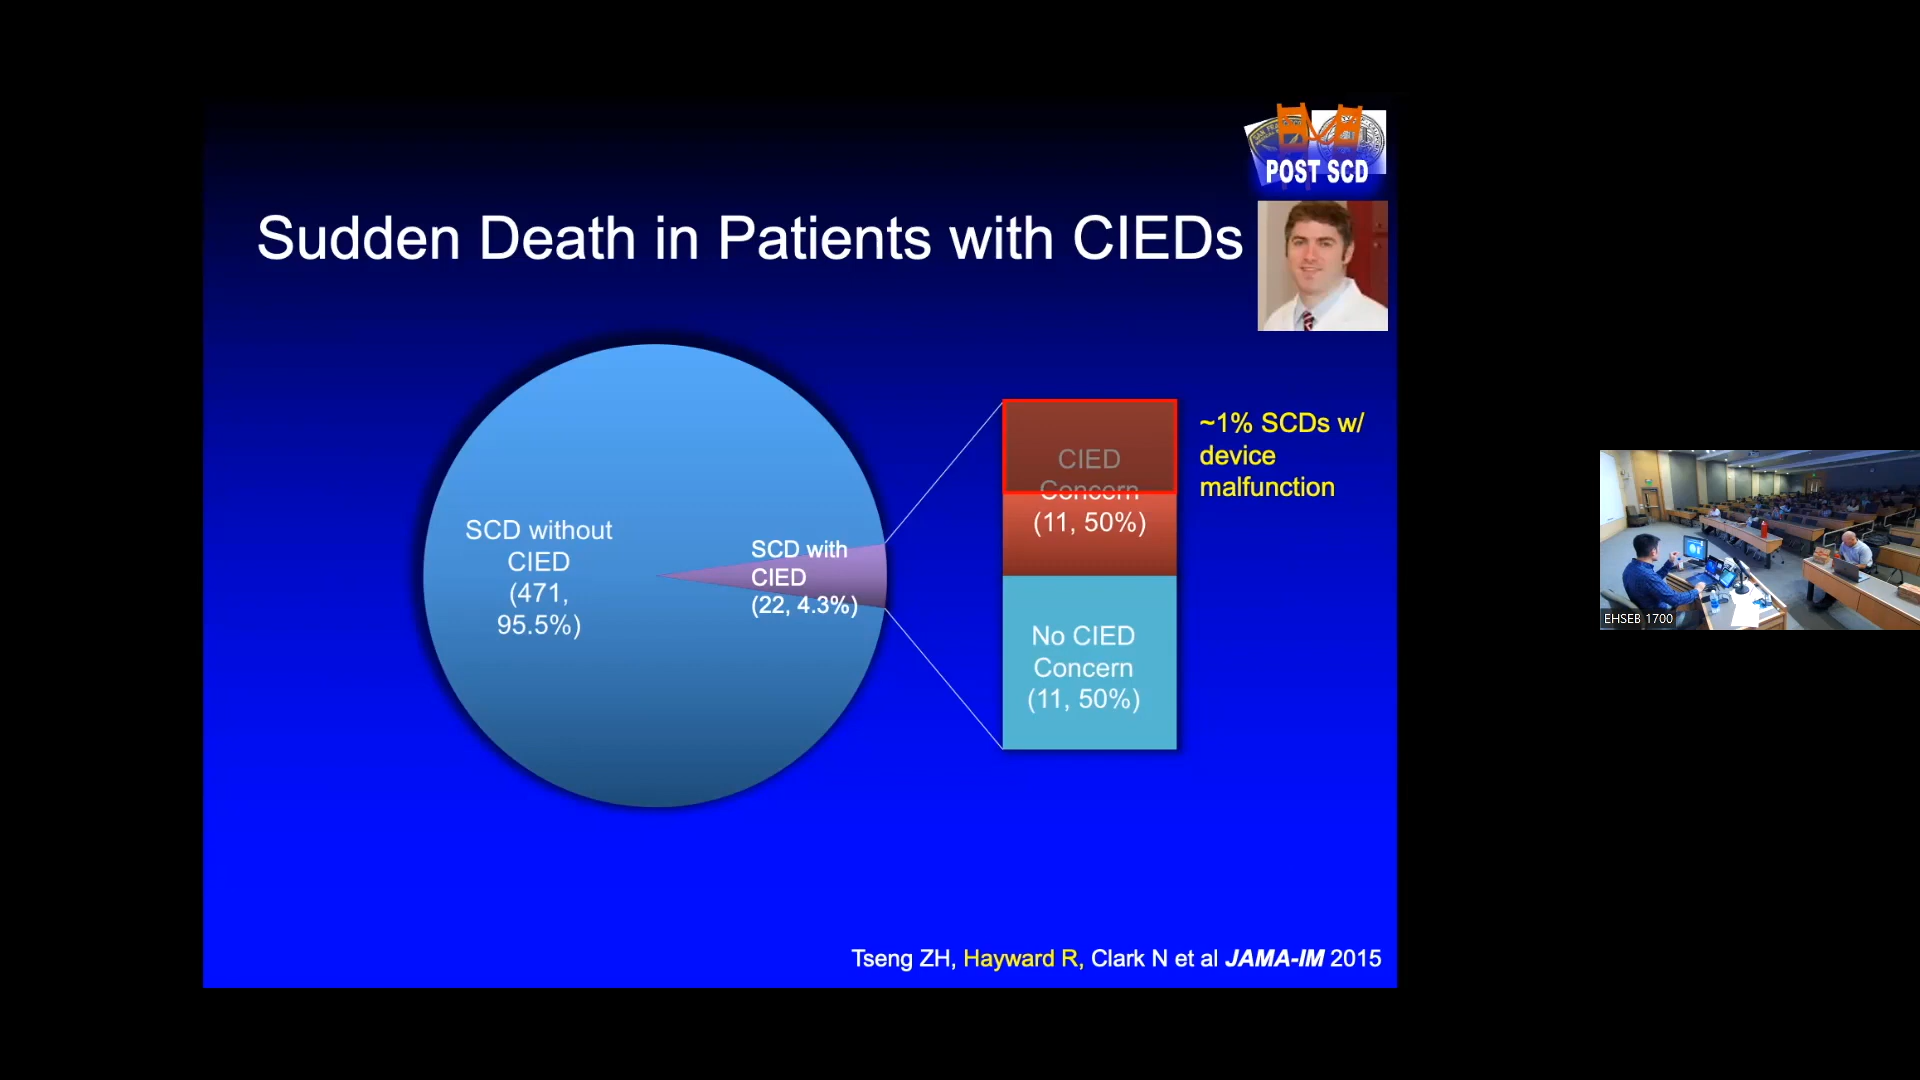 POST SCD
Sudden Death in Patients with CIEDs
SCD without
CIED
(471,
95.5%)
SCD with
CIED
(22, 4.3%)
CIED
Concern
(11, 50%)
No CIED
Concern
(11, 50%)
~1% SCDs w/
device
malfunction
Tseng ZH, Hayward R, Clark N et al JAMA-IM 2015
EHSEB 1700